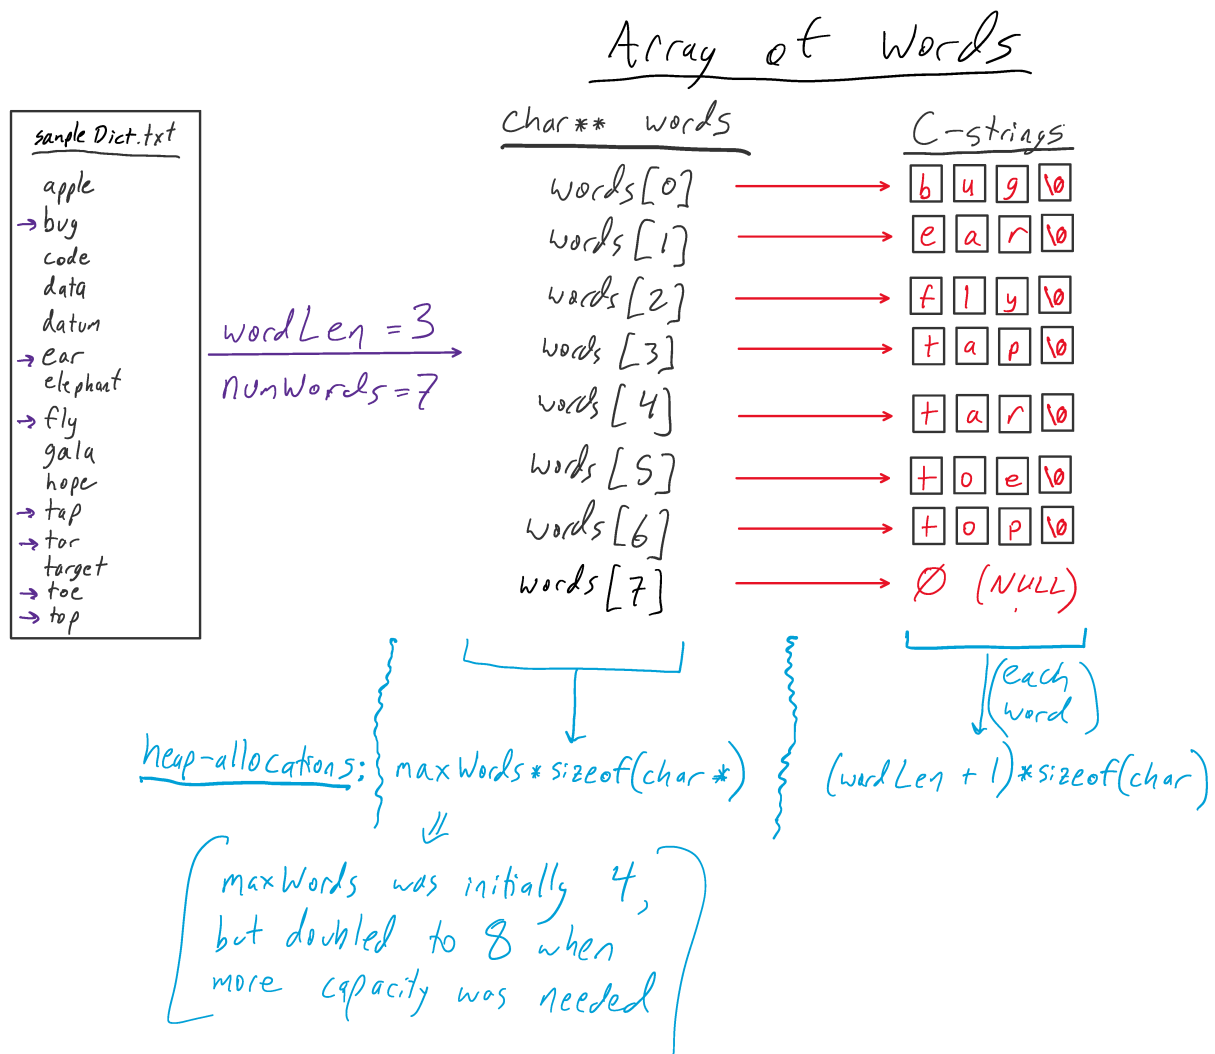 Array of Words
sample Dict.txt
apple
→ bug
code
data
datum
→ ear
elephant
→ fly
gala
hope
→ tap
→ tar
target
→ toe
→ top
wordLen = 3
numWords = 7
char** words
words[0]
words[1]
words[2]
words[3]
words[4]
words[5]
words[6]
words[7]
C-strings
b u g \0
e a r \0
f l y \0
t a p \0
t a r \0
t o e \0
t o p \0
Ø (NULL)
heap-allocations:
maxWords * sizeof(char *)
(each
word)
(wordLen + 1) * sizeof(char)
maxWords was initially 4,
but doubled to 8 when
more capacity was needed